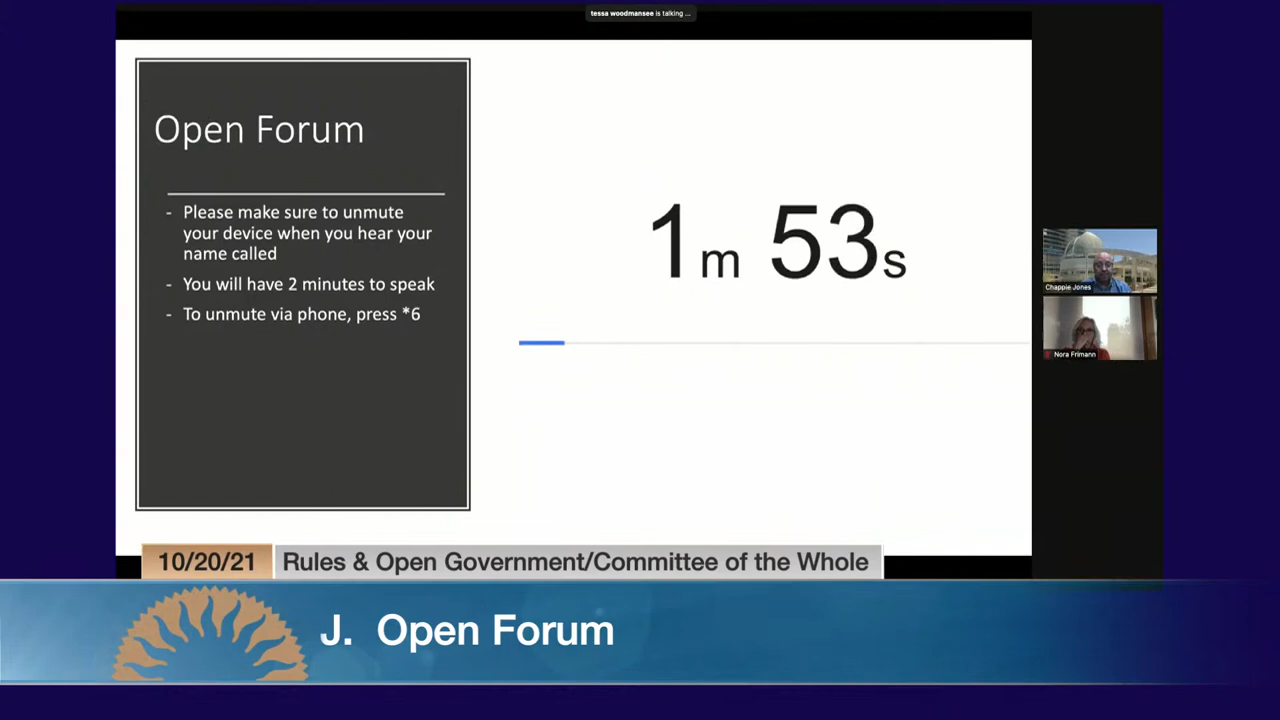 tessa woodmansee is talking ...
Open Forum
- Please make sure to unmute
your device when you hear your
name called
- You will have 2 minutes to speak
- To unmute via phone, press *6
1m 53s
Chappie Jones
Nora Frimann
10/20/21 Rules & Open Government/Committee of the Whole
J. Open Forum